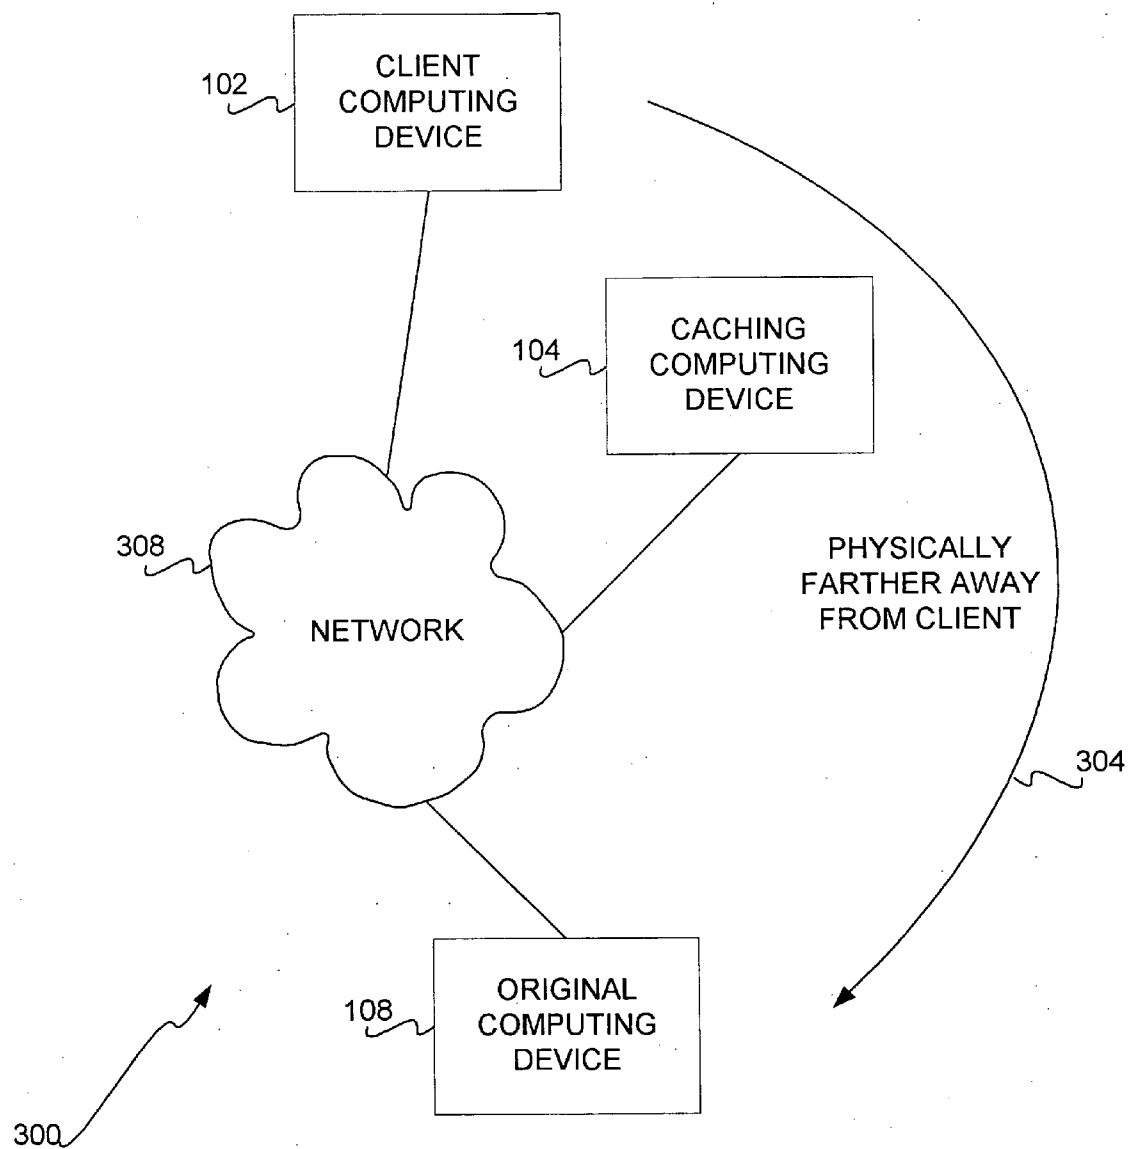 CLIENT
COMPUTING
DEVICE
102
CACHING
COMPUTING
DEVICE
104
PHYSICALLY
FARTHER AWAY
FROM CLIENT
308
NETWORK
304
ORIGINAL
COMPUTING
DEVICE
108
300